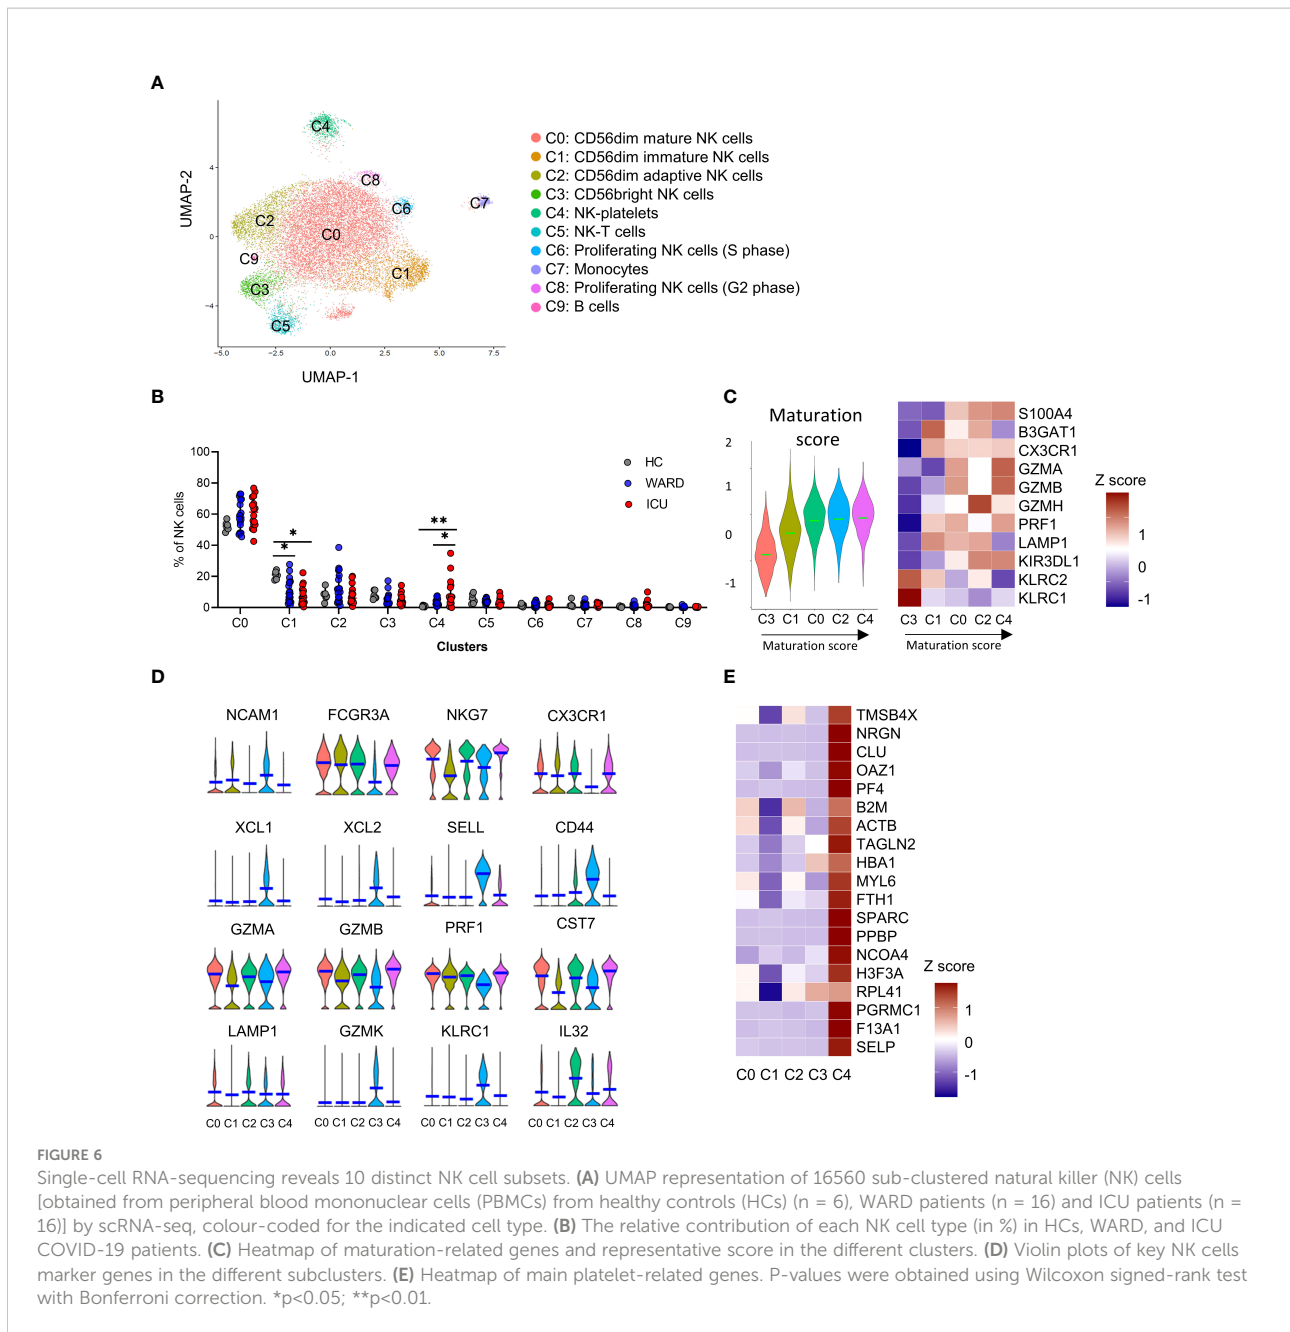 A
UMAP-2
4
0
−4
−5.0
−2.5
0.0
2.5
5.0
7.5
UMAP-1
C4
C8
C6
C7
C2
C0
C9
C1
C3
C5
C0: CD56dim mature NK cells
C1: CD56dim immature NK cells
C2: CD56dim adaptive NK cells
C3: CD56bright NK cells
C4: NK-platelets
C5: NK-T cells
C6: Proliferating NK cells (S phase)
C7: Monocytes
C8: Proliferating NK cells (G2 phase)
C9: B cells
B
% of NK cells
100
80
60
40
20
0
*
*
**
*
HC
WARD
ICU
C0 C1 C2 C3 C4 C5 C6 C7 C8 C9
Clusters
C
Maturation
score
2
1
0
-1
C3 C1 C0 C2 C4
Maturation score
S100A4
B3GAT1
CX3CR1
GZMA
GZMB
GZMH
PRF1
LAMP1
KIR3DL1
KLRC2
KLRC1
C3 C1 C0 C2 C4
Maturation score
Z score
1
0
-1
D
NCAM1 FCGR3A NKG7 CX3CR1
XCL1 XCL2 SELL CD44
GZMA GZMB PRF1 CST7
LAMP1 GZMK KLRC1 IL32
C0 C1 C2 C3 C4 C0 C1 C2 C3 C4 C0 C1 C2 C3 C4 C0 C1 C2 C3 C4
E
TMSB4X
NRGN
CLU
OAZ1
PF4
B2M
ACTB
TAGLN2
HBA1
MYL6
FTH1
SPARC
PPBP
NCOA4
H3F3A
RPL41
PGRMC1
F13A1
SELP
C0 C1 C2 C3 C4
Z score
1
0
-1
FIGURE 6
Single-cell RNA-sequencing reveals 10 distinct NK cell subsets. (A) UMAP representation of 16560 sub-clustered natural killer (NK) cells
[obtained from peripheral blood mononuclear cells (PBMCs) from healthy controls (HCs) (n = 6), WARD patients (n = 16) and ICU patients (n =
16)] by scRNA-seq, colour-coded for the indicated cell type. (B) The relative contribution of each NK cell type (in %) in HCs, WARD, and ICU
COVID-19 patients. (C) Heatmap of maturation-related genes and representative score in the different clusters. (D) Violin plots of key NK cells
marker genes in the different subclusters. (E) Heatmap of main platelet-related genes. P-values were obtained using Wilcoxon signed-rank test
with Bonferroni correction. *p<0.05; **p<0.01.